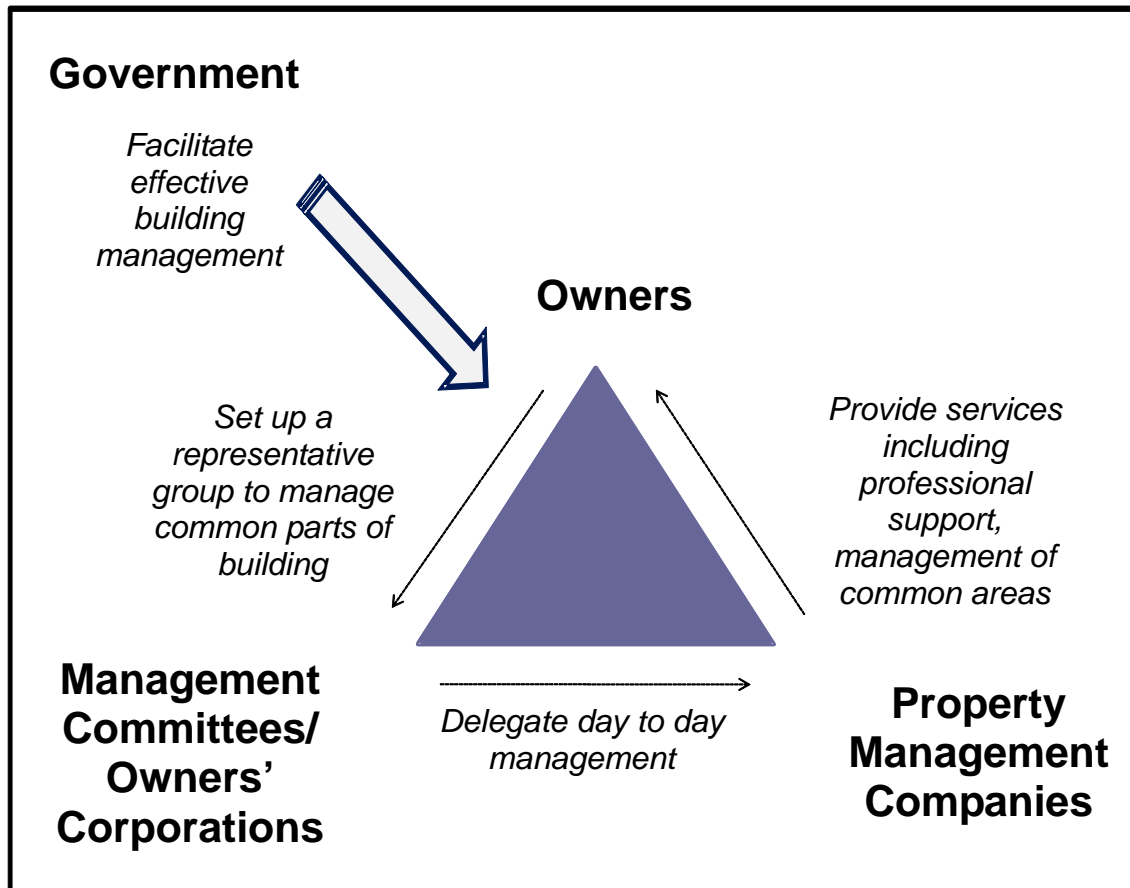 Government
Facilitate
effective
building
management
Owners
Set up a
representative
group to manage
common parts of
building
Provide services
including
professional
support,
management of
common areas
Management
Committees/
Owners’
Corporations
Delegate day to day
management
Property
Management
Companies